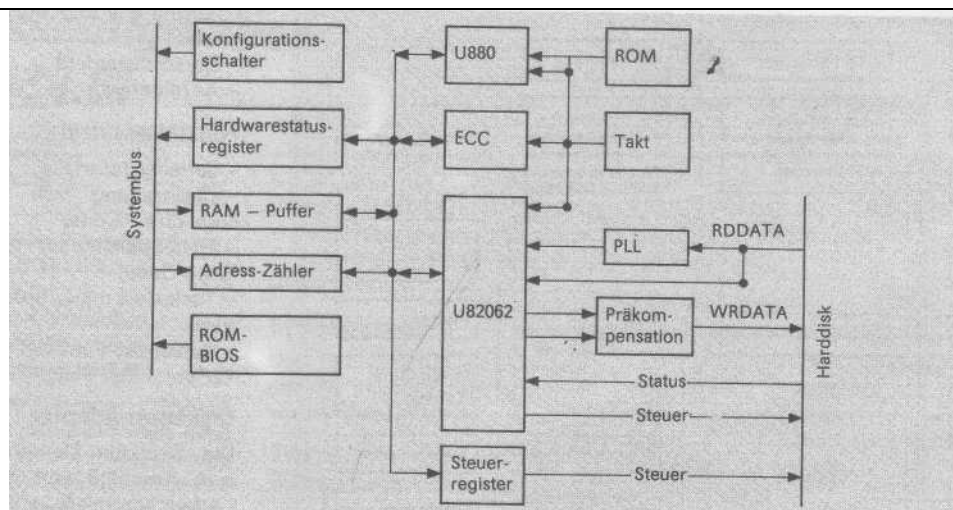 Konfigurations-
schalter
U880
ROM
Hardwarestatus-
register
ECC
Takt
Systembus
RAM – Puffer
RDDATA
PLL
Adress-Zähler
U82062
Präkom-
pensation
WRDATA
ROM-
BIOS
Harddisk
Status
Steuer
Steuer-
register
Steuer